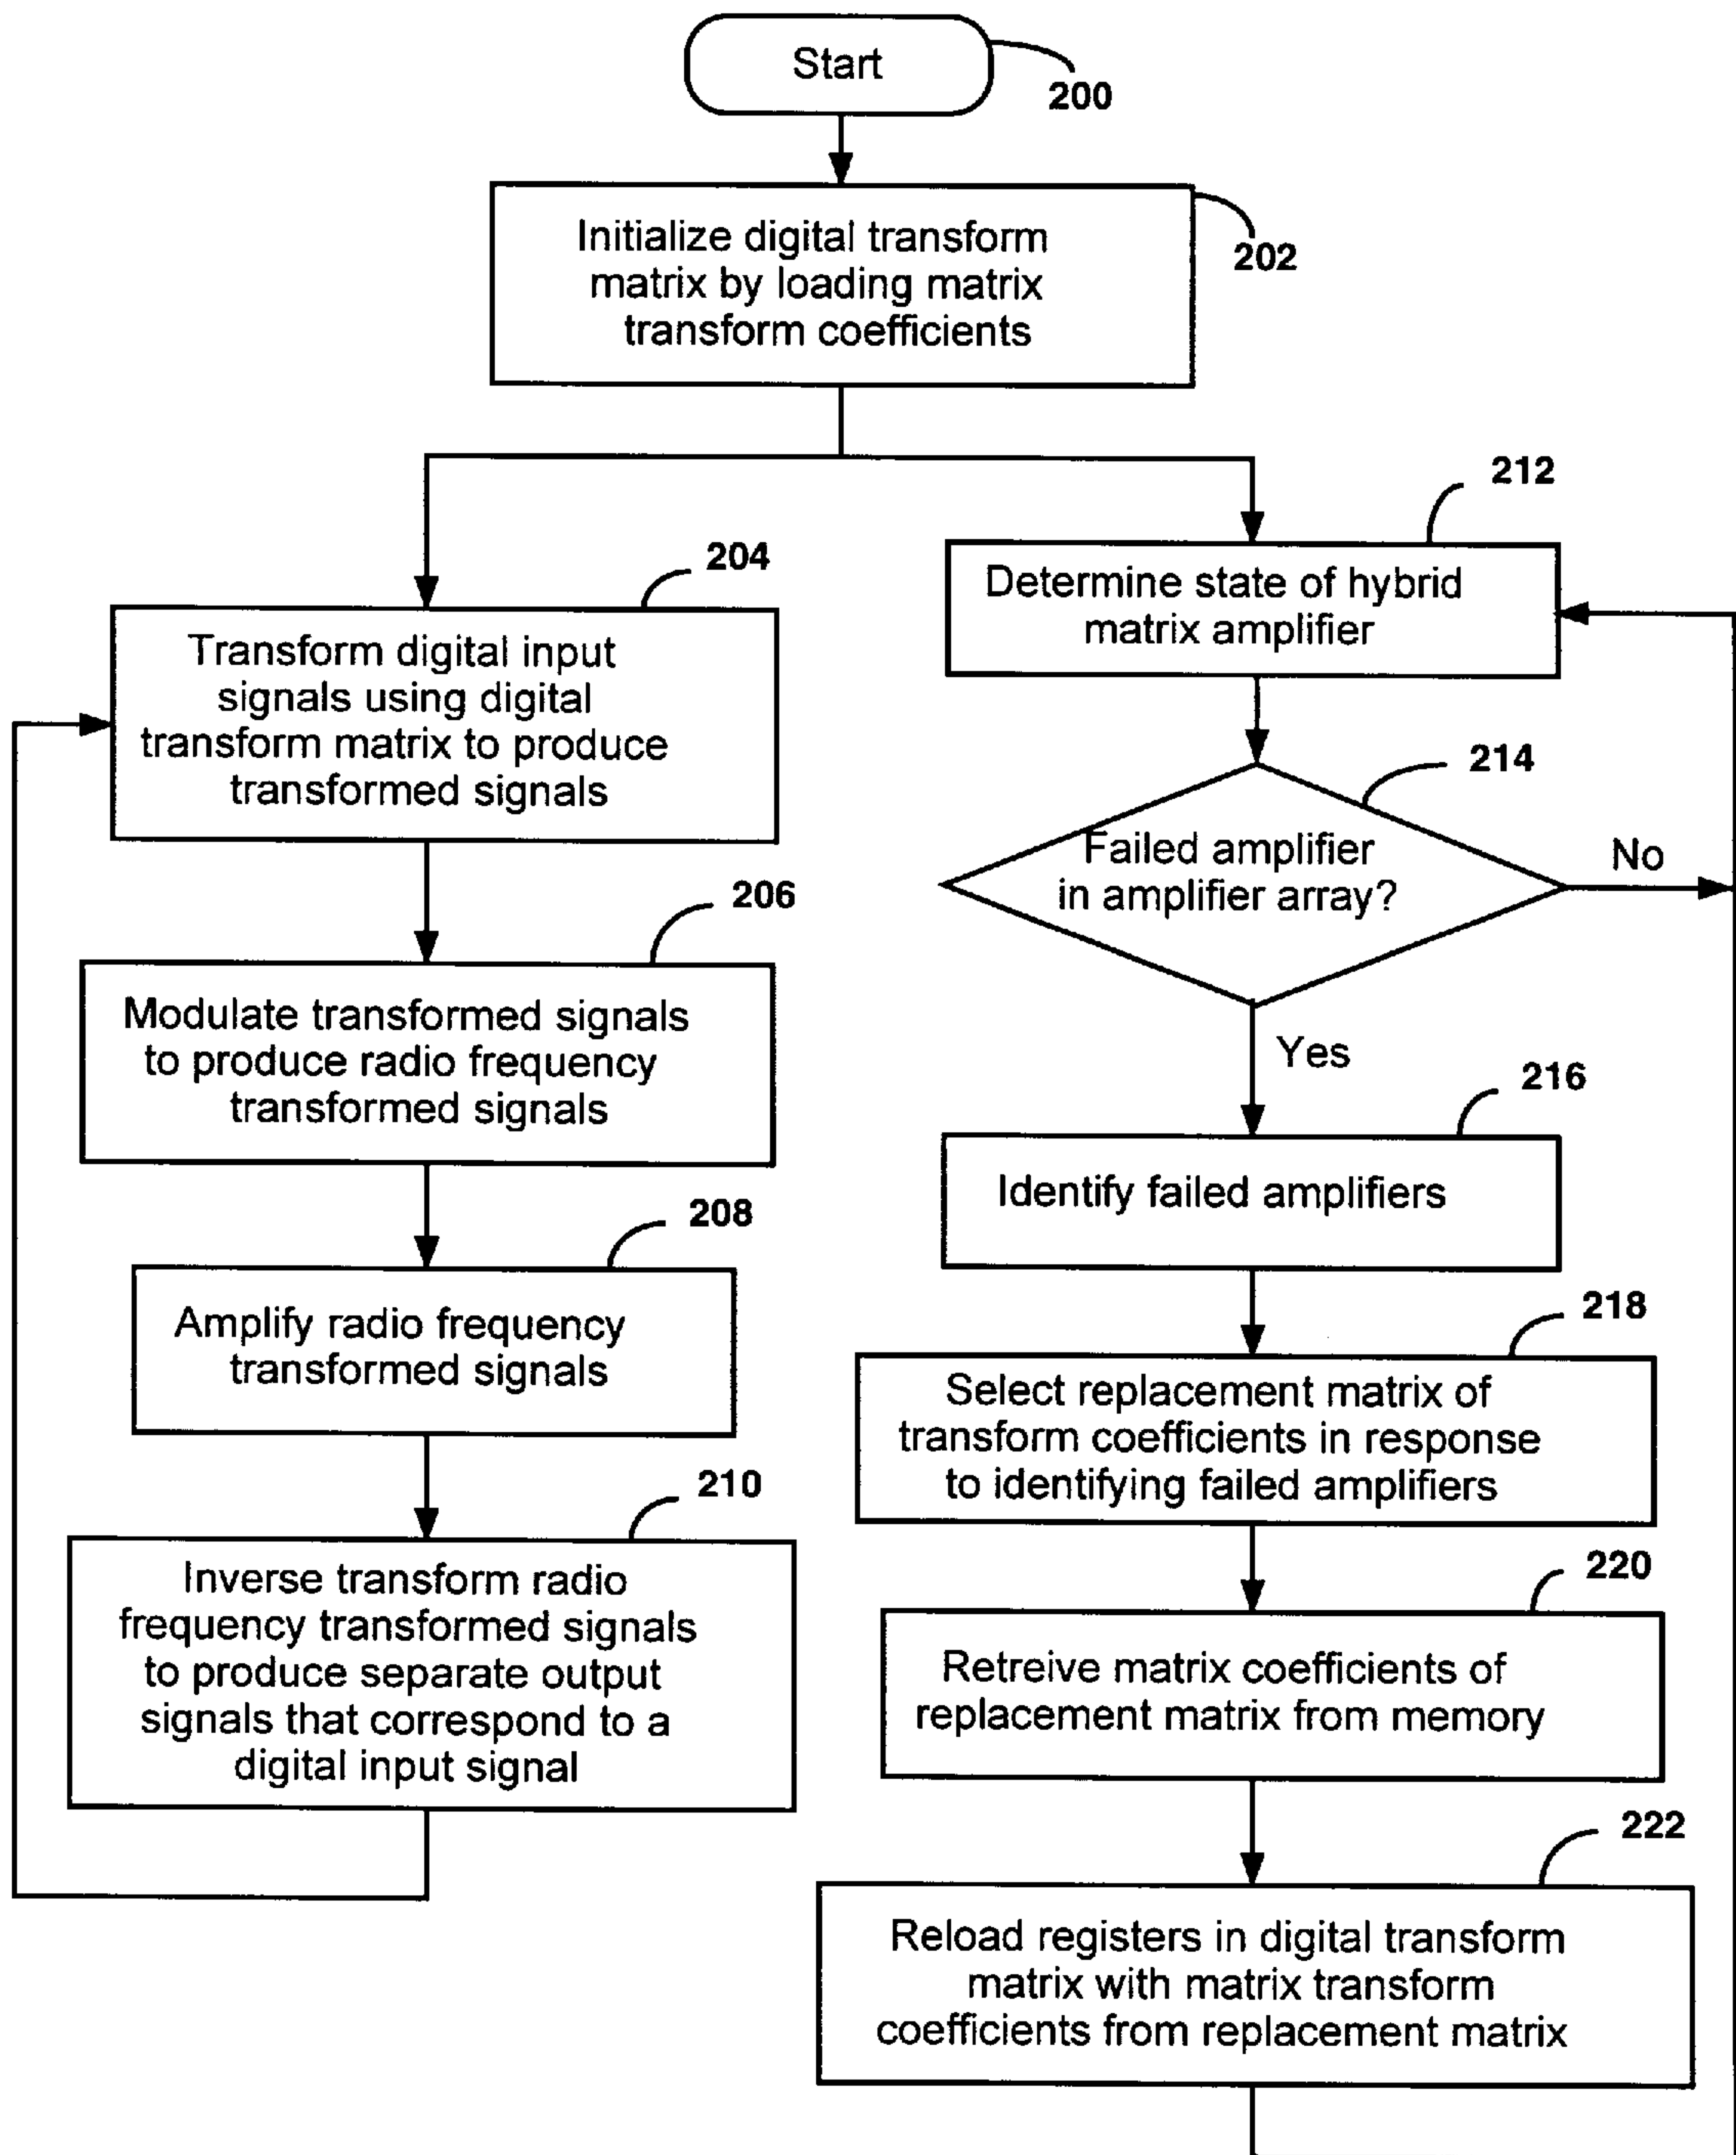 Start
200
Initialize digital transform
matrix by loading matrix
transform coefficients
202
204
Transform digital input
signals using digital
transform matrix to produce
transformed signals
206
Modulate transformed signals
to produce radio frequency
transformed signals
208
Amplify radio frequency
transformed signals
210
Inverse transform radio
frequency transformed signals
to produce separate output
signals that correspond to a
digital input signal
212
Determine state of hybrid
matrix amplifier
214
Failed amplifier
in amplifier array?
No
Yes
216
Identify failed amplifiers
218
Select replacement matrix of
transform coefficients in response
to identifying failed amplifiers
220
Retreive matrix coefficients of
replacement matrix from memory
222
Reload registers in digital transform
matrix with matrix transform
coefficients from replacement matrix